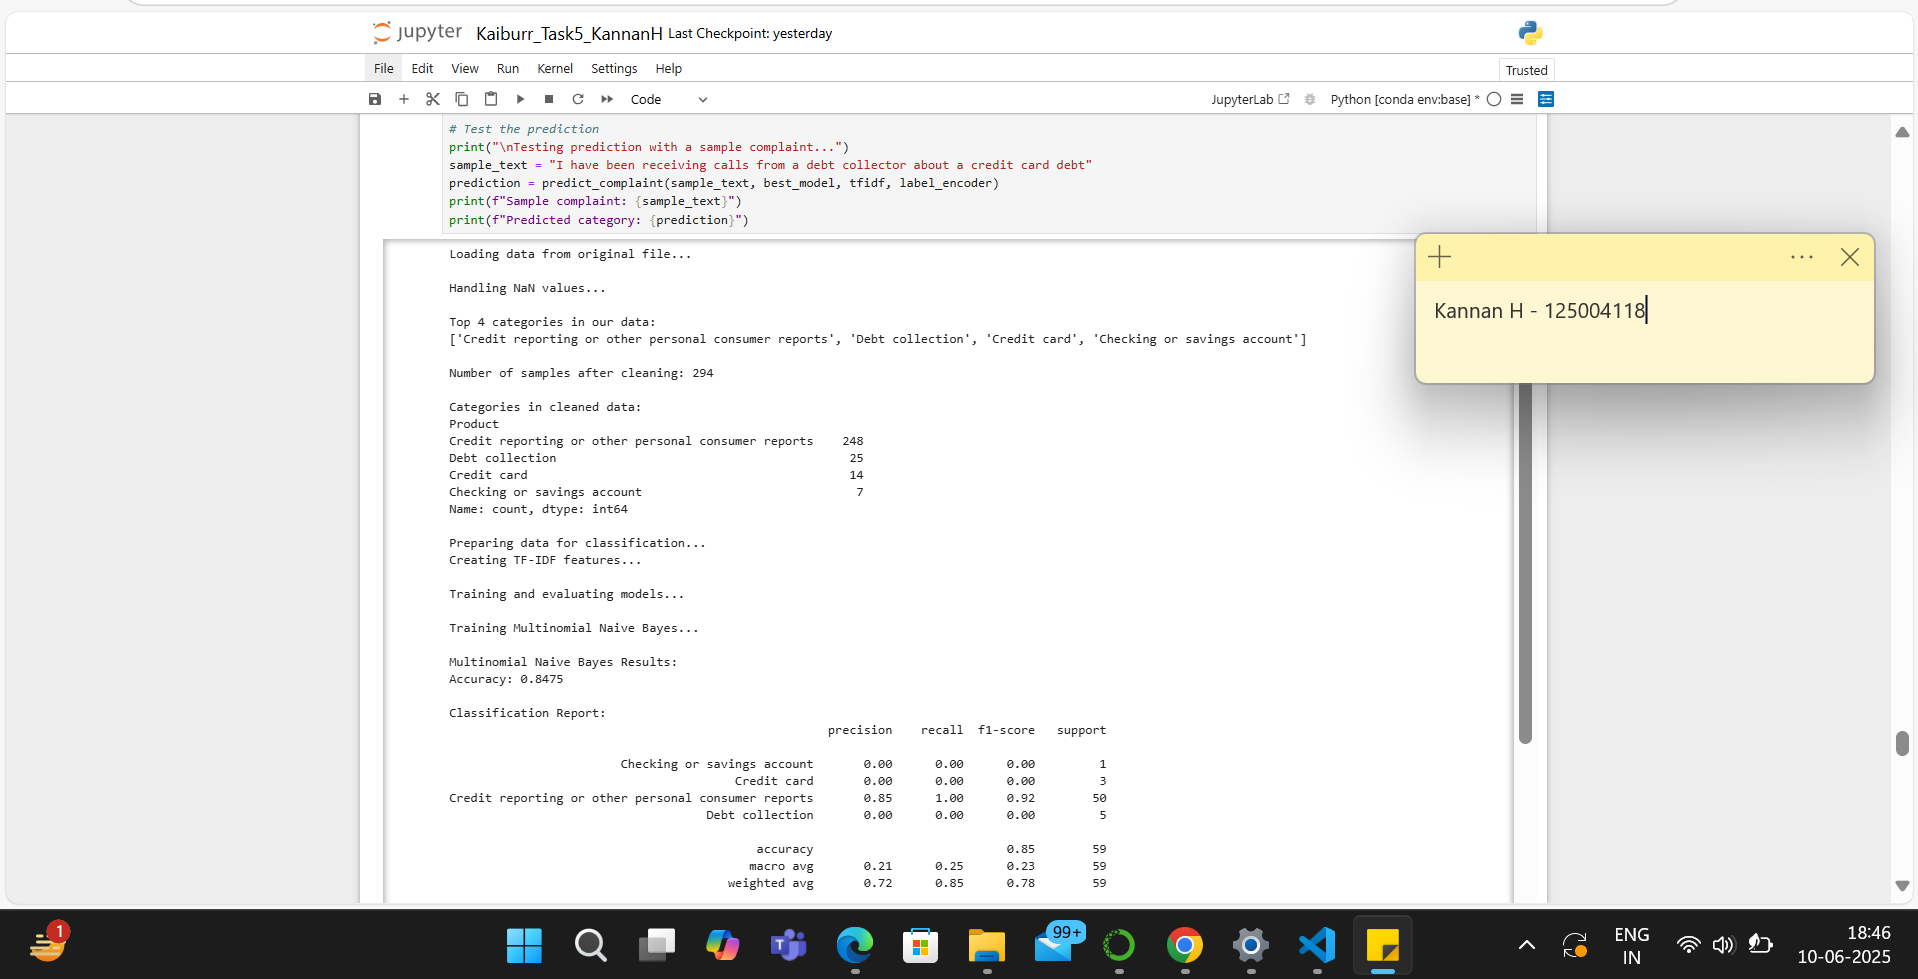 jupyter Kaiburr_Task5_KannanH Last Checkpoint: yesterday
File Edit View Run Kernel Settings Help
Trusted
Code
JupyterLab Python [conda env:base] *
# Test the prediction
print("\nTesting prediction with a sample complaint...")
sample_text = "I have been receiving calls from a debt collector about a credit card debt"
prediction = predict_complaint(sample_text, best_model, tfidf, label_encoder)
print(f"Sample complaint: {sample_text}")
print(f"Predicted category: {prediction}")
Loading data from original file...
Handling NaN values...
Top 4 categories in our data:
['Credit reporting or other personal consumer reports', 'Debt collection', 'Credit card', 'Checking or savings account']
Number of samples after cleaning: 294
Categories in cleaned data:
Product
Credit reporting or other personal consumer reports 248
Debt collection 25
Credit card 14
Checking or savings account 7
Name: count, dtype: int64
Preparing data for classification...
Creating TF-IDF features...
Training and evaluating models...
Training Multinomial Naive Bayes...
Multinomial Naive Bayes Results:
Accuracy: 0.8475
Classification Report:
precision recall f1-score support
Checking or savings account 0.00 0.00 0.00 1
Credit card 0.00 0.00 0.00 3
Credit reporting or other personal consumer reports 0.85 1.00 0.92 50
Debt collection 0.00 0.00 0.00 5
accuracy 0.85 59
macro avg 0.21 0.25 0.23 59
weighted avg 0.72 0.85 0.78 59
Kannan H - 125004118
1
99+
ENG
IN
18:46
10-06-2025